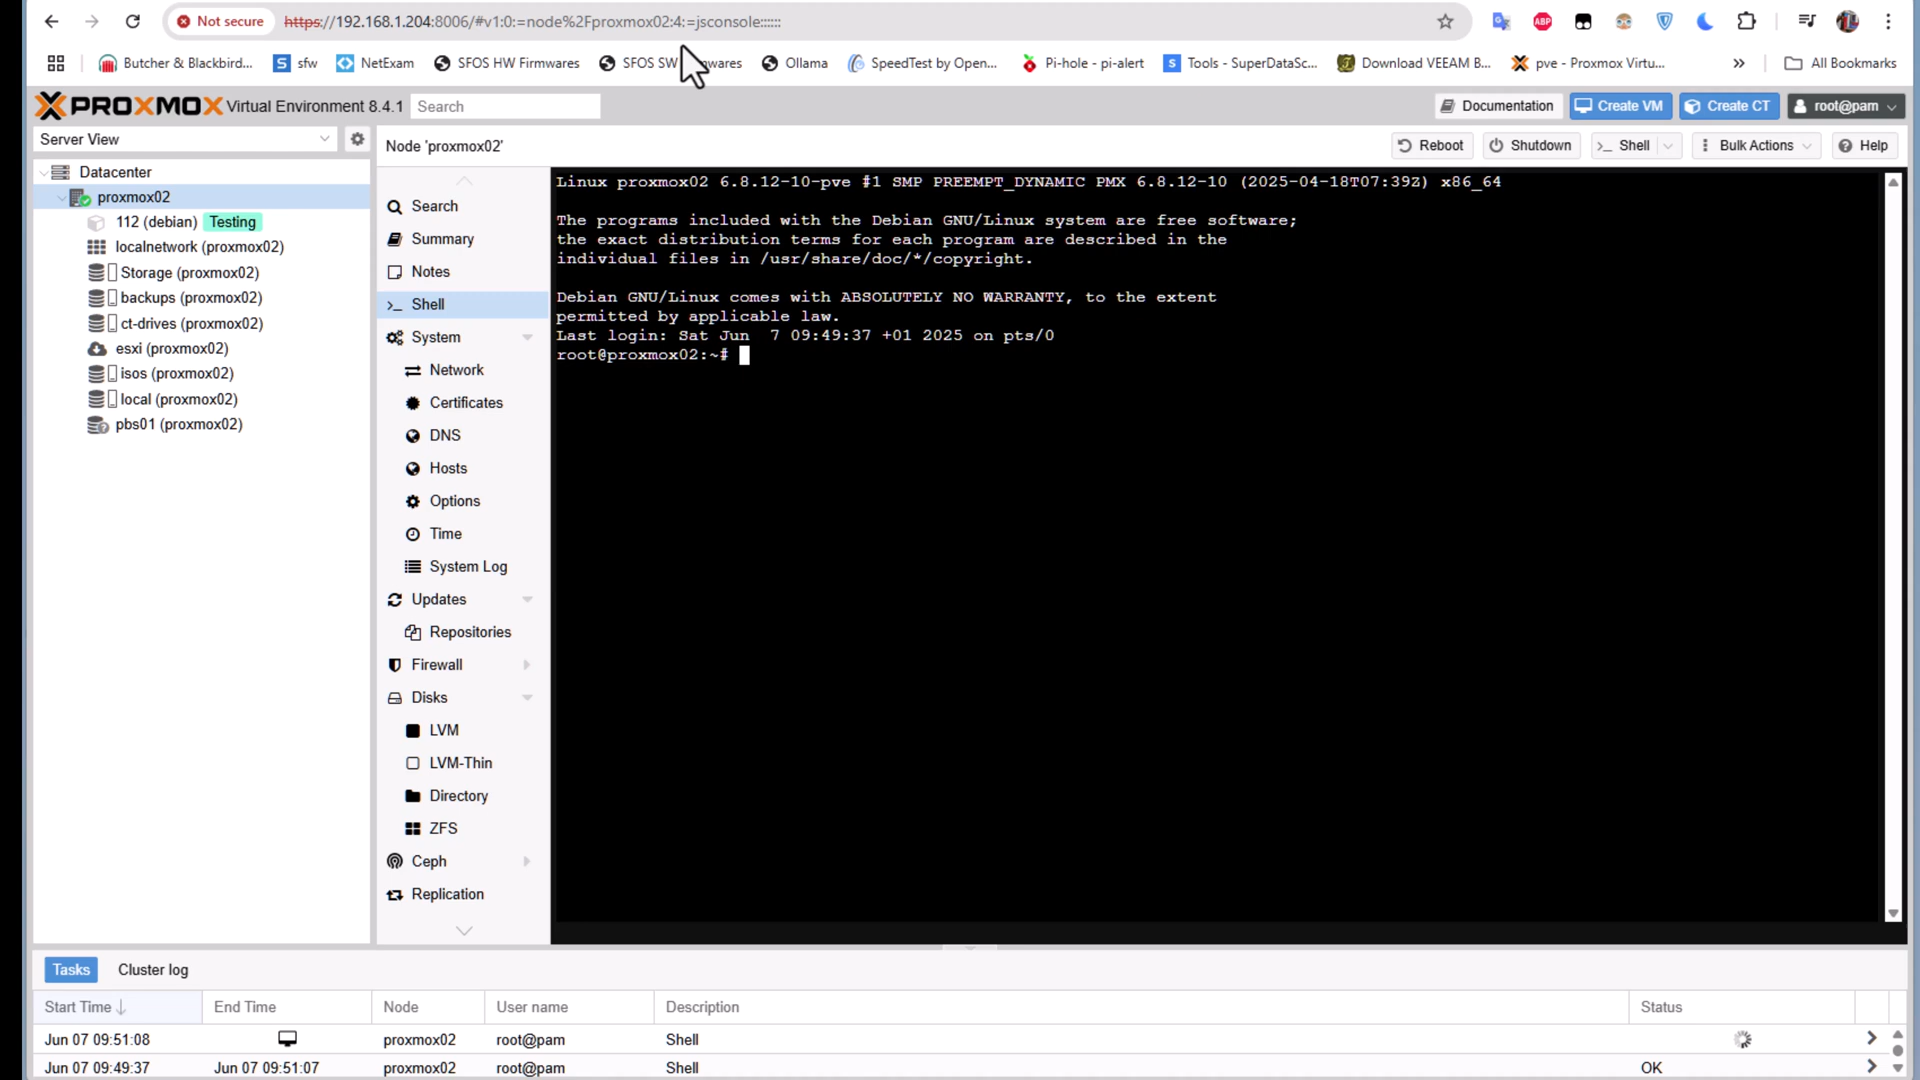 Not secure https://192.168.1.204:8006/#v1:0:=node%2Fproxmox02:4:=jsconsole::::::
ABP
Butcher & Blackbird... S sfw NetExam SFOS HW Firmwares SFOS SW Ollama SpeedTest by Open... Pi-hole - pi-alert S Tools - SuperDataSc... Download VEEAM B... pve - Proxmox Virtu... » All Bookmarks
PROXMOX Virtual Environment 8.4.1 Search Documentation Create VM Create CT root@pam
Server View
Node 'proxmox02' Reboot Shutdown >_ Shell Bulk Actions Help
Datacenter
proxmox02
112 (debian) Testing
localnetwork (proxmox02)
Storage (proxmox02)
backups (proxmox02)
ct-drives (proxmox02)
esxi (proxmox02)
isos (proxmox02)
local (proxmox02)
pbs01 (proxmox02)
Search
Summary
Notes
>_ Shell
System
Network
Certificates
DNS
Hosts
Options
Time
System Log
Updates
Repositories
Firewall
Disks
LVM
LVM-Thin
Directory
ZFS
Ceph
Replication
Linux proxmox02 6.8.12-10-pve #1 SMP PREEMPT_DYNAMIC PMX 6.8.12-10 (2025-04-18T07:39Z) x86_64
The programs included with the Debian GNU/Linux system are free software;
the exact distribution terms for each program are described in the
individual files in /usr/share/doc/*/copyright.
Debian GNU/Linux comes with ABSOLUTELY NO WARRANTY, to the extent
permitted by applicable law.
Last login: Sat Jun  7 09:49:37 +01 2025 on pts/0
root@proxmox02:~#
Tasks Cluster log
Start Time End Time Node User name Description Status
Jun 07 09:51:08 proxmox02 root@pam Shell
Jun 07 09:49:37 Jun 07 09:51:07 proxmox02 root@pam Shell OK